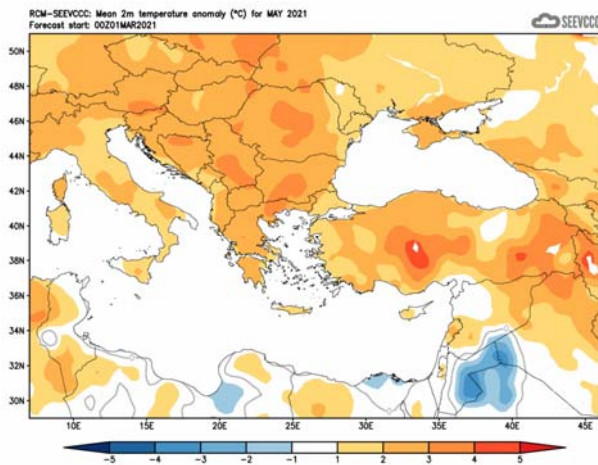 RCM-SEEVCCC: Mean 2m temperature anomaly (°C) for MAY 2021
Forecast start: 00Z01MAR2021
SEEVCCC
50N
48N
46N
44N
42N
40N
38N
36N
34N
32N
30N
10E 15E 20E 25E 30E 35E 40E 45E
-5 -4 -3 -2 -1 1 2 3 4 5